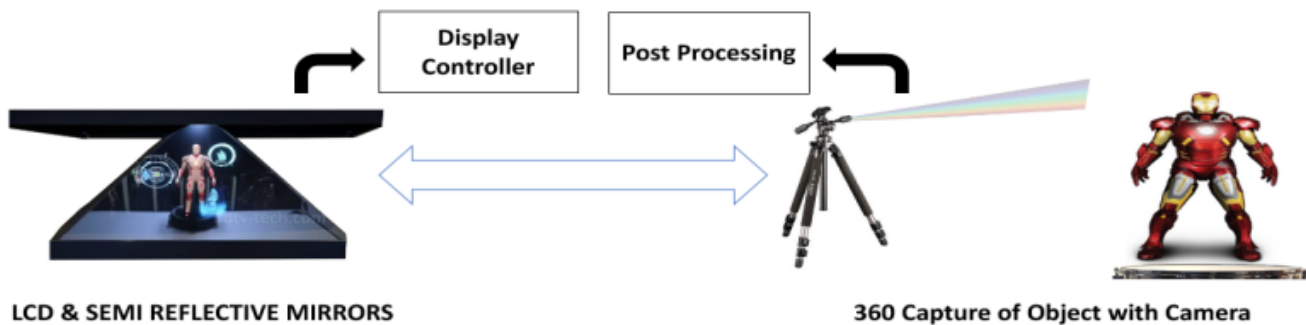 Display
Controller
Post Processing
LCD & SEMI REFLECTIVE MIRRORS
360 Capture of Object with Camera